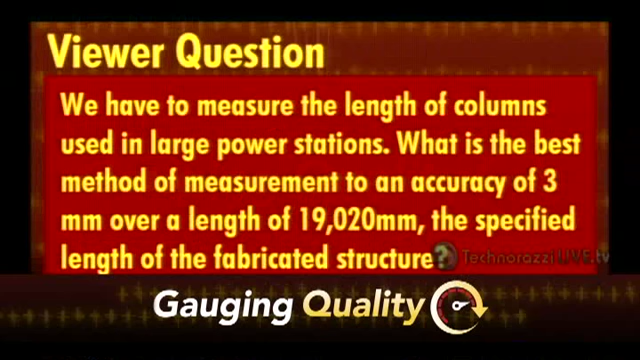 Viewer Question
We have to measure the length of columns
used in large power stations. What is the best
method of measurement to an accuracy of 3
mm over a length of 19,020mm, the specified
length of the fabricated structure?
TechnorazziLIVE.tv
Gauging Quality